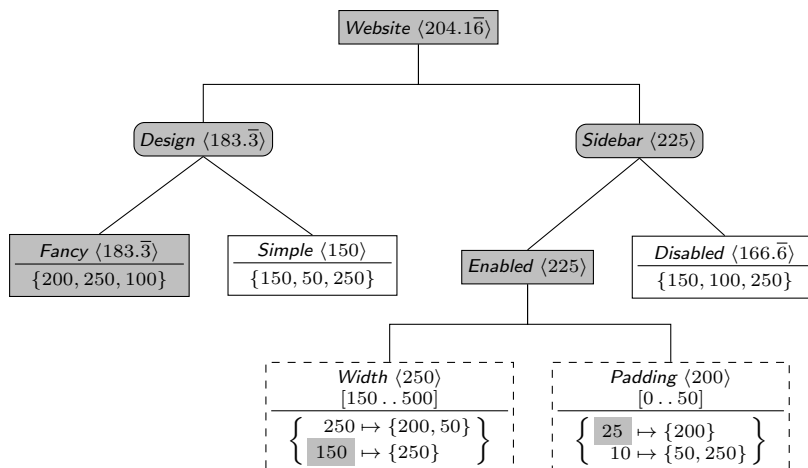 Website ⟨204.16̅⟩
Design ⟨183.3̅⟩
Sidebar ⟨225⟩
Fancy ⟨183.3̅⟩
{200, 250, 100}
Simple ⟨150⟩
{150, 50, 250}
Enabled ⟨225⟩
Disabled ⟨166.6̅⟩
{150, 100, 250}
Width ⟨250⟩
[150 . . 500]
{ 250 ↦ {200, 50}
150 ↦ {250} }
Padding ⟨200⟩
[0 . . 50]
{ 25 ↦ {200}
10 ↦ {50, 250} }